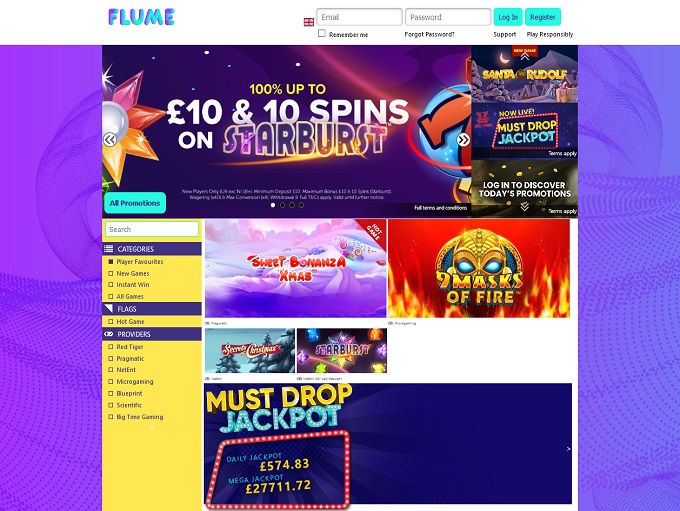 FLUME
Email
Password
Log In
Register
Remember me
Forgot Password?
Support
Play Responsibly
100% UP TO
£10 & 10 SPINS
ON STARBURST
New Players Only (UK exc NI 18+). Minimum Deposit £10. Maximum Bonus £10 & 10 Spins (Starburst).
Wagering (x40) & Max Conversion (x4). Withdrawal & Full T&Cs apply. Valid until further notice.
All Promotions
Full terms and conditions
NEW GAME
SANTA VS RUDOLF
NOW LIVE!
MUST DROP
JACKPOT
Terms apply
LOG IN TO DISCOVER
TODAY'S PROMOTIONS
Terms apply
Search
CATEGORIES
Player Favourites
New Games
Instant Win
All Games
FLAGS
Hot Game
PROVIDERS
Red Tiger
Pragmatic
NetEnt
Microgaming
Blueprint
Scientific
Big Time Gaming
HOT GAME
SWEET BONANZA
XMAS
Pragmatic
9 MASKS
OF FIRE™
Microgaming
Secrets of Christmas
STARBURST
NetEnt
MUST DROP
JACKPOT
DAILY JACKPOT
£574.83
MEGA JACKPOT
£27711.72
>